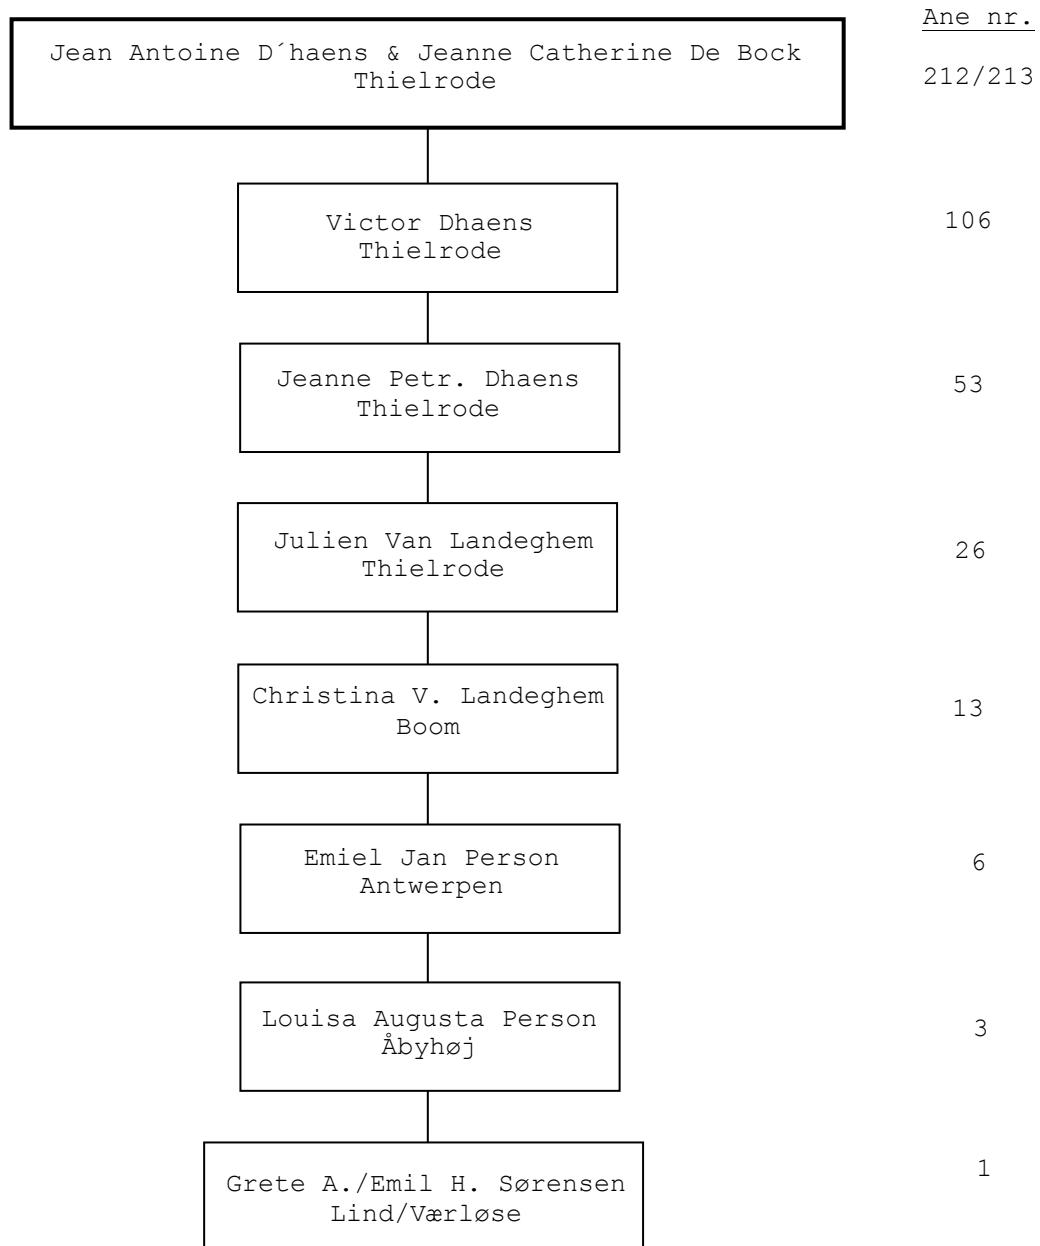 Ane nr.
Jean Antoine D´haens & Jeanne Catherine De Bock
Thielrode
212/213
Victor Dhaens
Thielrode
106
Jeanne Petr. Dhaens
Thielrode
53
Julien Van Landeghem
Thielrode
26
Christina V. Landeghem
Boom
13
Emiel Jan Person
Antwerpen
6
Louisa Augusta Person
Åbyhøj
3
Grete A./Emil H. Sørensen
Lind/Værløse
1